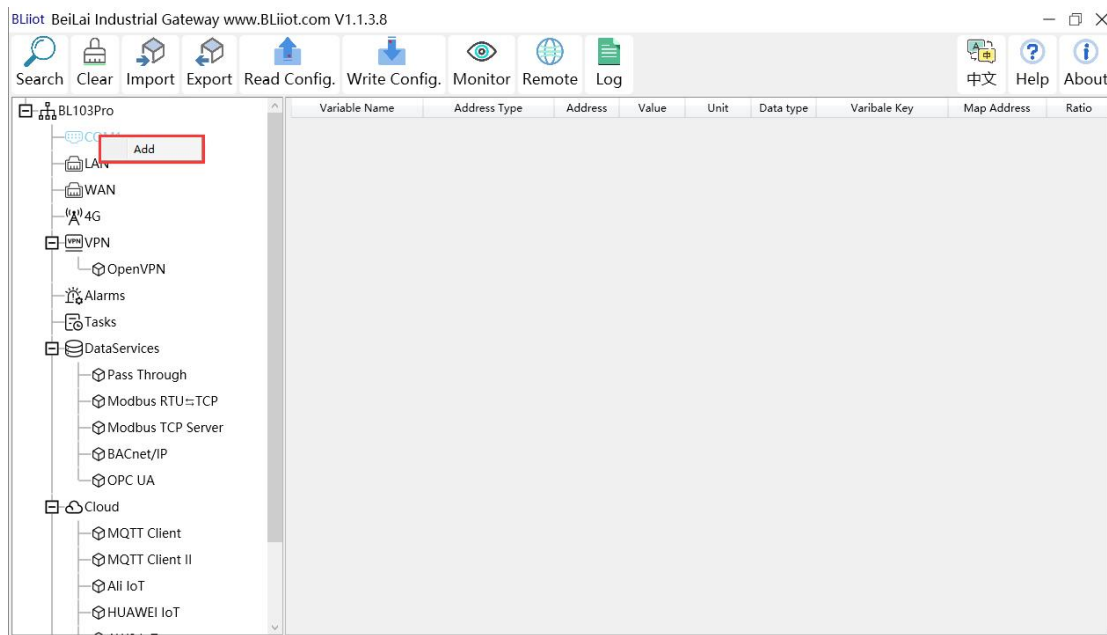 BLiiot BeiLai Industrial Gateway www.BLiiot.com V1.1.3.8
Search Clear Import Export Read Config. Write Config. Monitor Remote Log 中文 Help About
BL103Pro
Variable Name Address Type Address Value Unit Data type Varibale Key Map Address Ratio
Add
LAN
WAN
4G
VPN VPN
OpenVPN
Alarms
Tasks
DataServices
Pass Through
Modbus RTU⇆TCP
Modbus TCP Server
BACnet/IP
OPC UA
Cloud
MQTT Client
MQTT Client II
Ali IoT
HUAWEI IoT